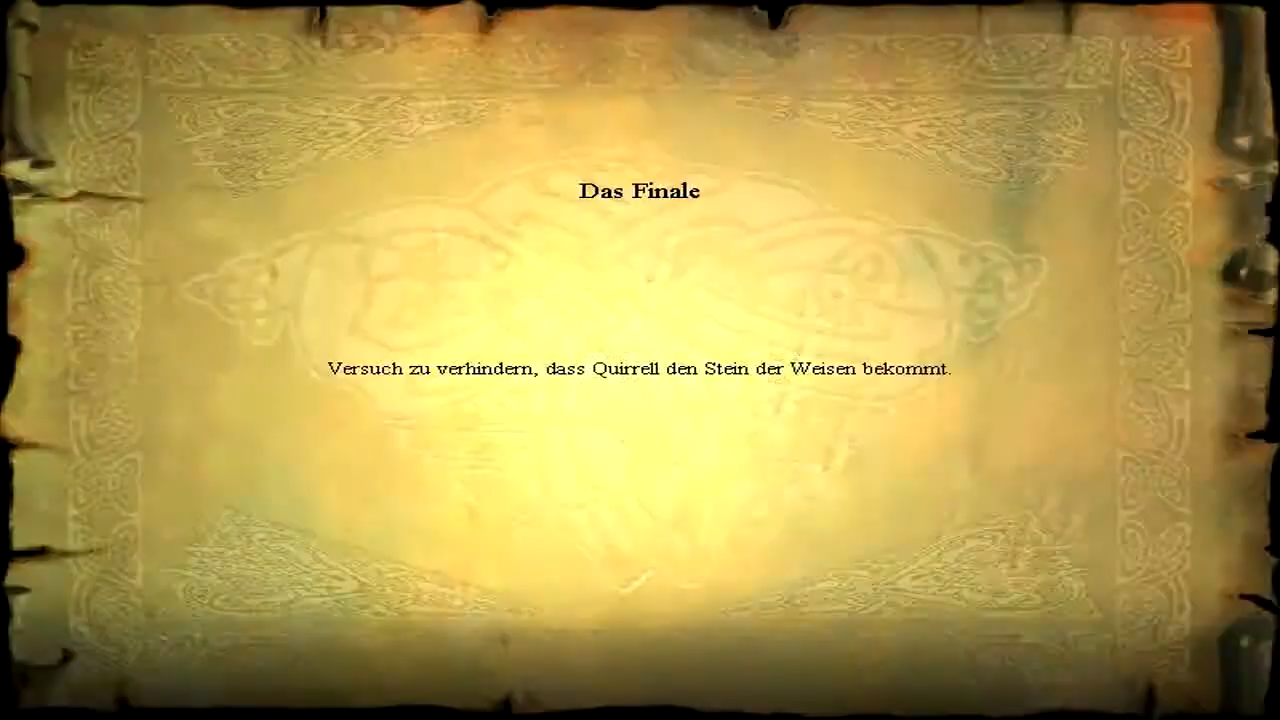 Das Finale
Versuch zu verhindern, dass Quirrell den Stein der Weisen bekommt.